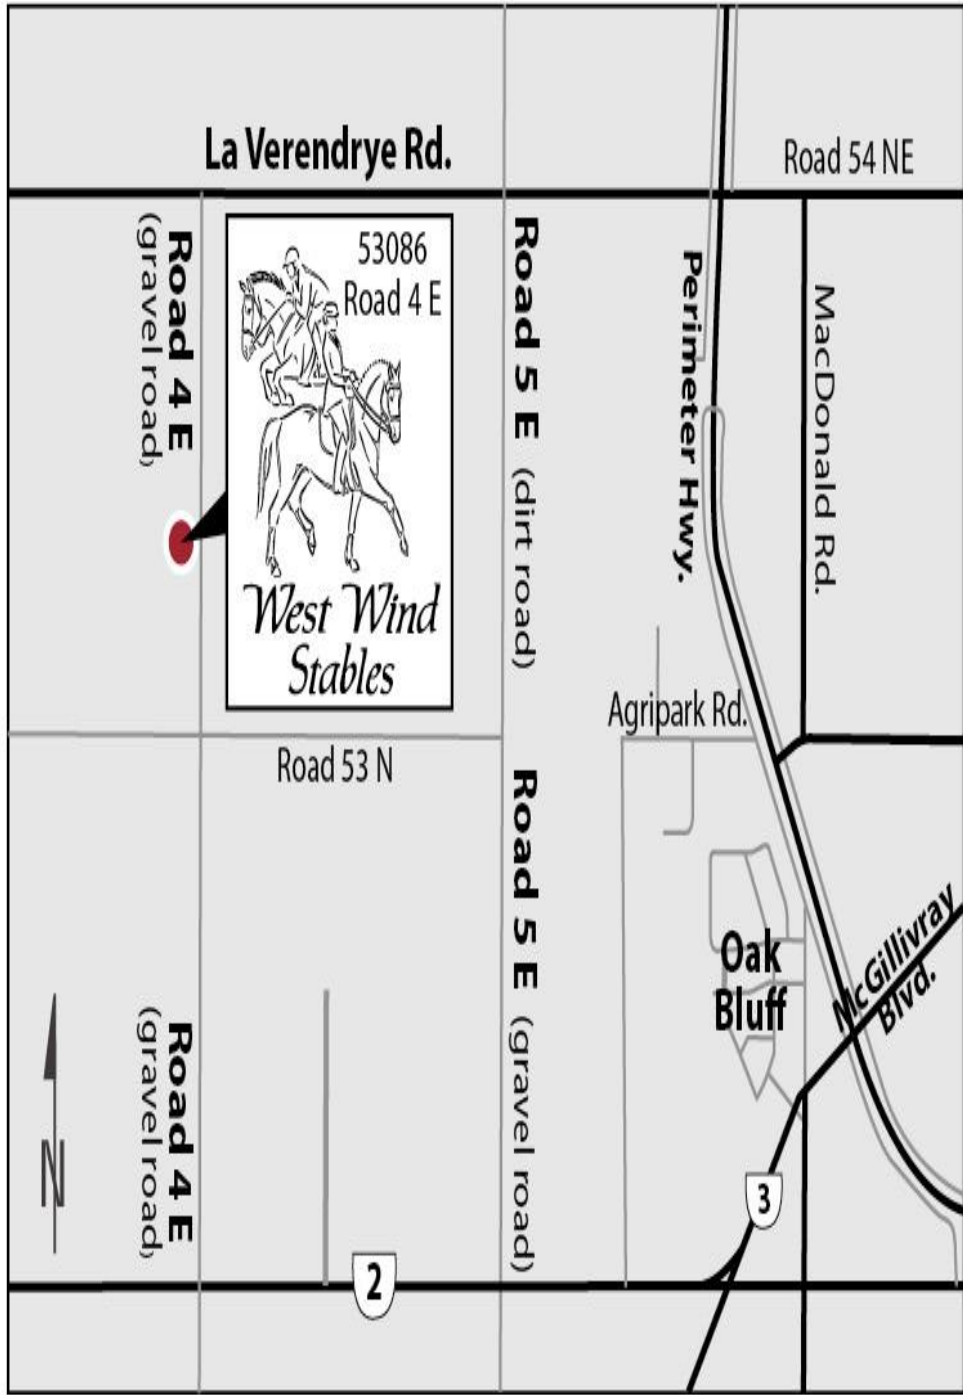 La Verendrye Rd.
Road 54 NE
Road 4 E
(gravel road)
53086
Road 4 E
West Wind
Stables
Road 5 E (dirt road)
Perimeter Hwy.
MacDonald Rd.
Agripark Rd.
Road 53 N
Road 5 E (gravel road)
Oak
Bluff
McGillivray
Blvd.
Road 4 E
(gravel road)
N
3
2